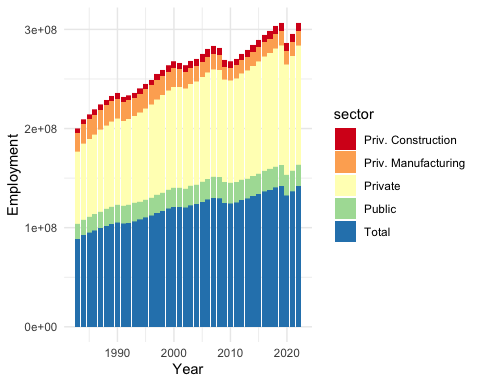 3e+08
2e+08
1e+08
0e+00
Employment
1990
2000
2010
2020
Year
sector
Priv. Construction
Priv. Manufacturing
Private
Public
Total